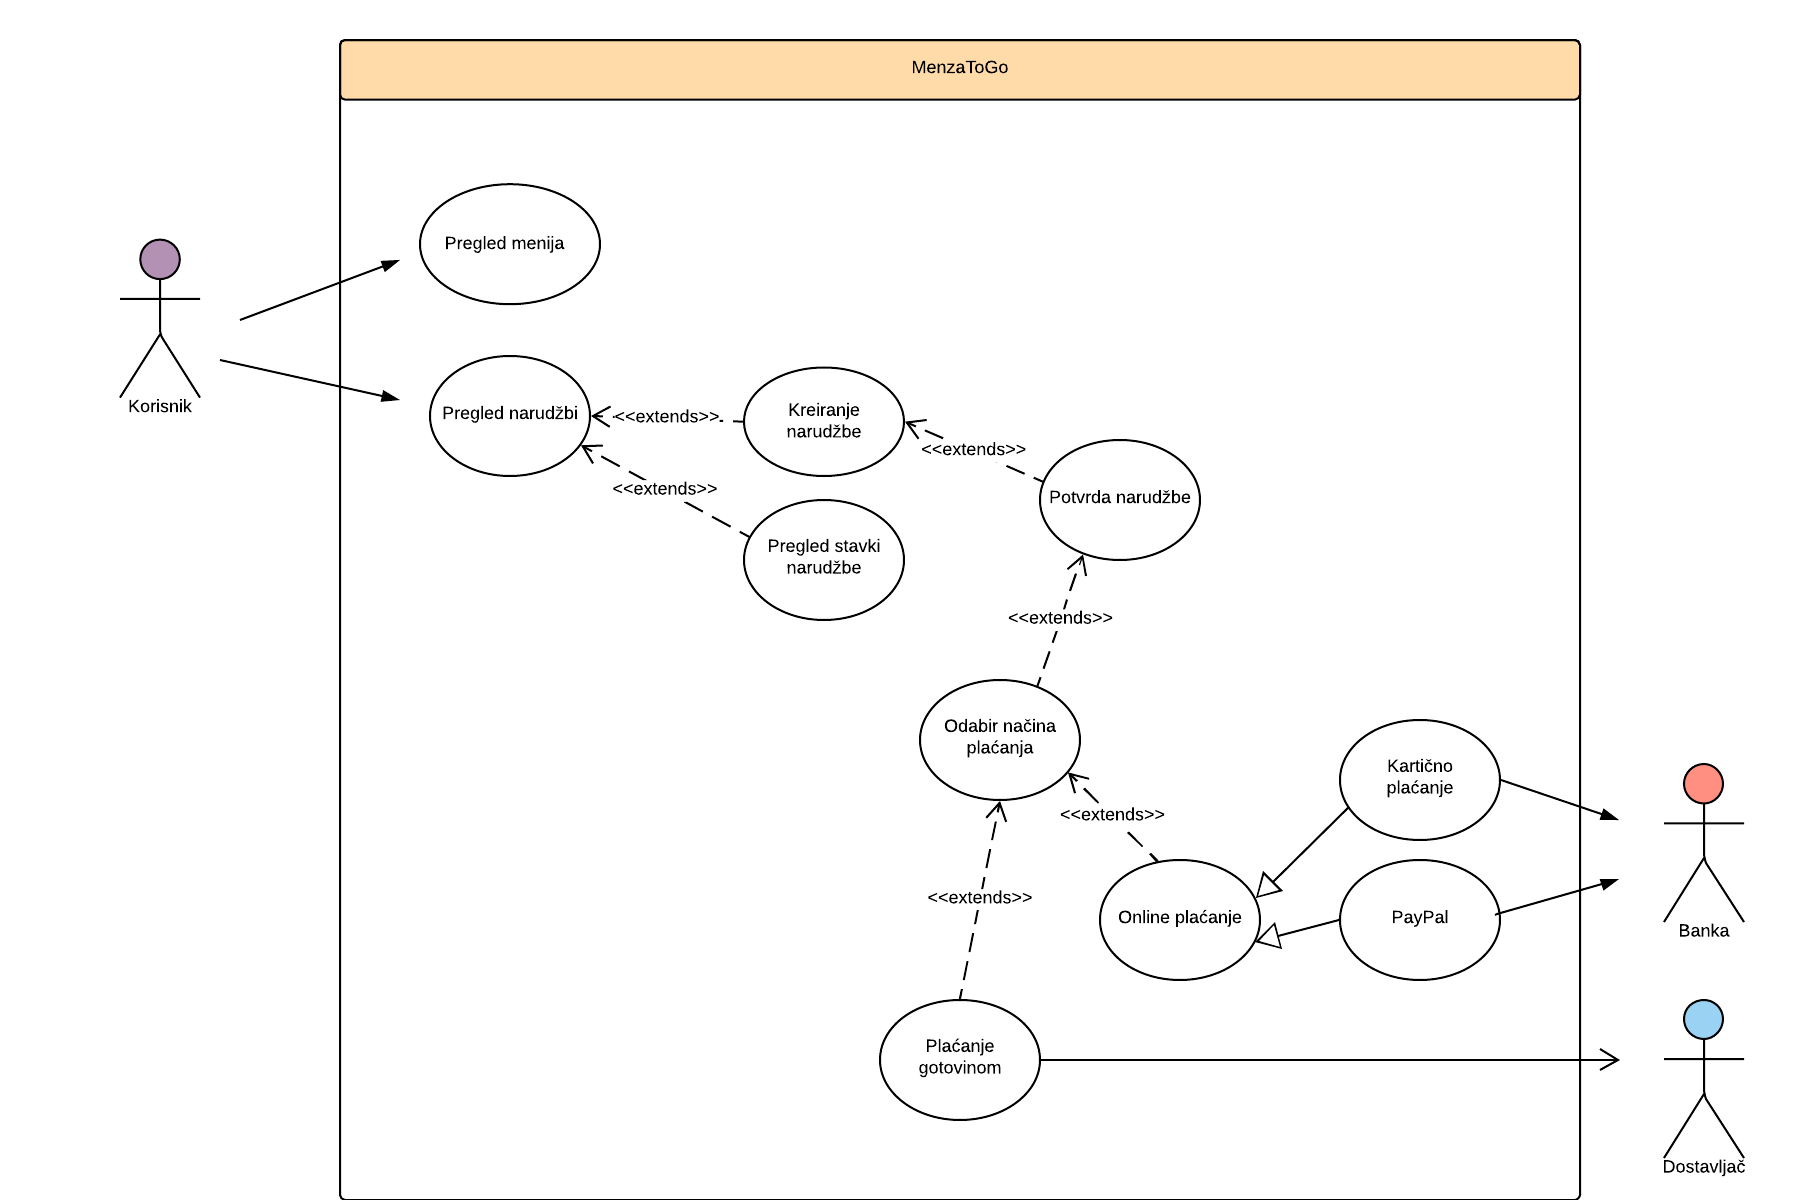 MenzaToGo
Pregled menija
Korisnik
Pregled narudžbi
<<extends>>
Kreiranje
narudžbe
<<extends>>
<<extends>>
Pregled stavki
narudžbe
Potvrda narudžbe
<<extends>>
Odabir načina
plaćanja
<<extends>>
Kartično
plaćanje
<<extends>>
Online plaćanje
PayPal
Banka
Plaćanje
gotovinom
Dostavljač